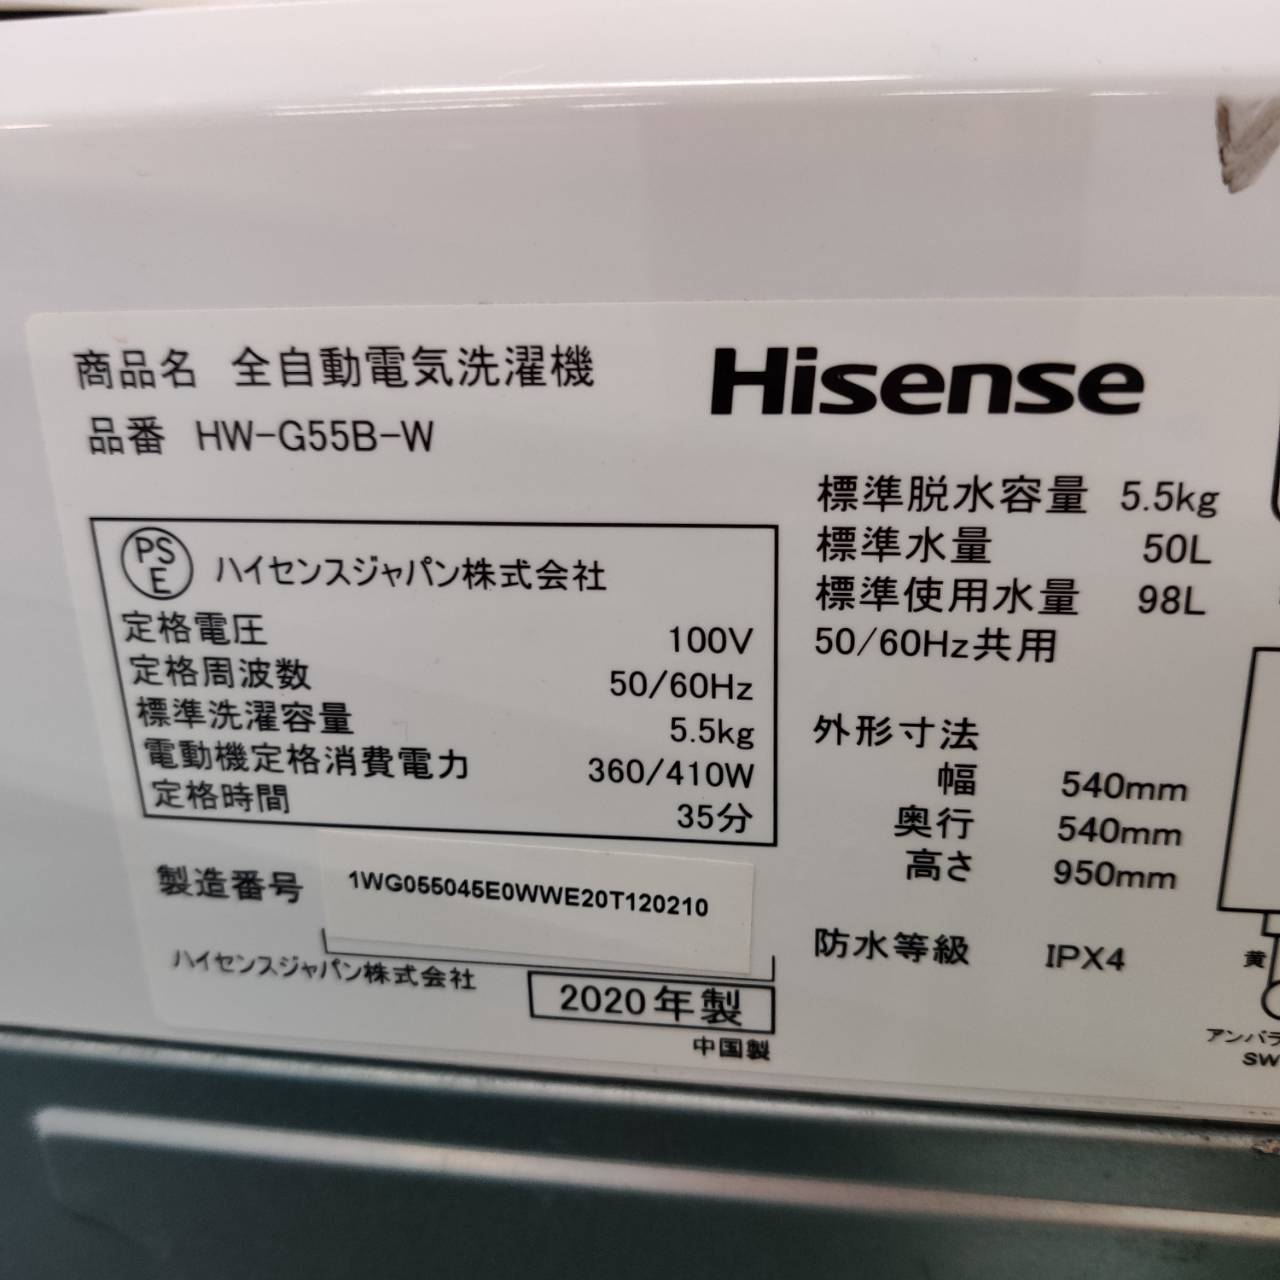 商品名 全自動電気洗濯機
品番 HW-G55B-W
Hisense
PS
E
ハイセンスジャパン株式会社
定格電圧 100V
定格周波数 50/60Hz
標準洗濯容量 5.5kg
電動機定格消費電力 360/410W
定格時間 35分
製造番号 1WG055045E0WWE20T120210
ハイセンスジャパン株式会社
2020年製
中国製
標準脱水容量 5.5kg
標準水量 50L
標準使用水量 98L
50/60Hz共用
外形寸法
幅 540mm
奥行 540mm
高さ 950mm
防水等級 IPX4
黄
アンバラ
SW